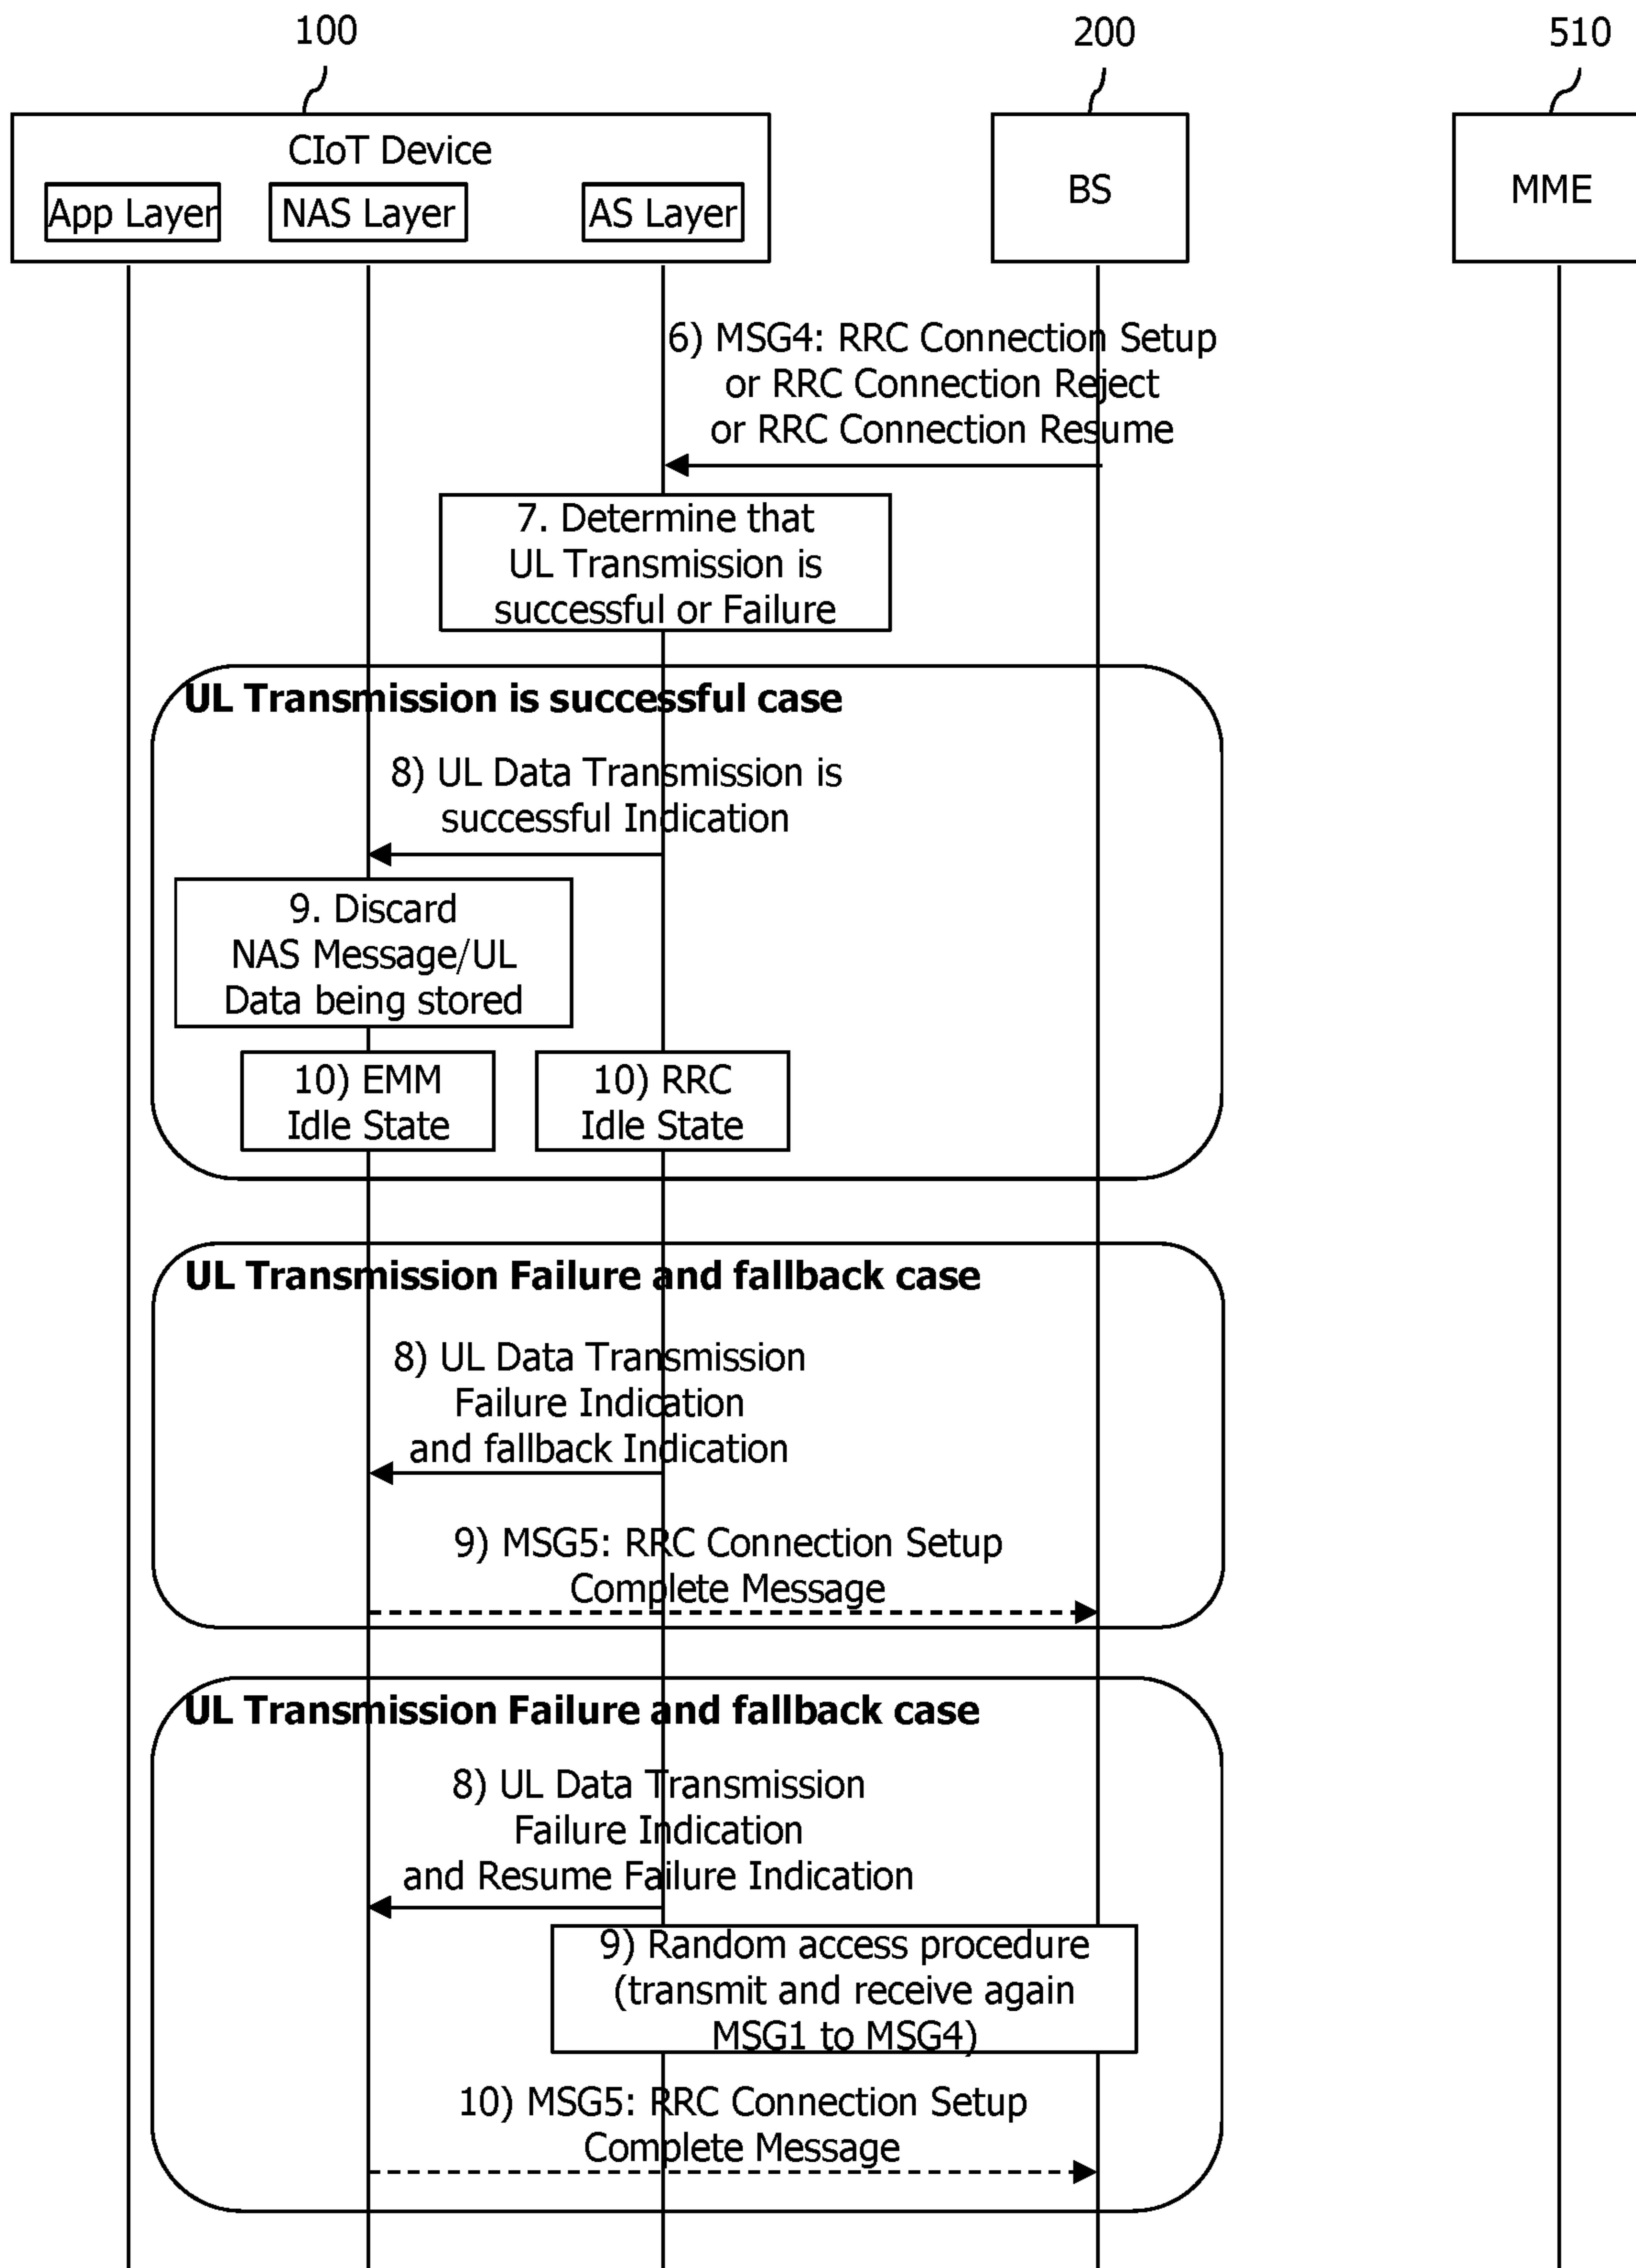 100
200
510
CIoT Device
App Layer
NAS Layer
AS Layer
BS
MME
6) MSG4: RRC Connection Setup
or RRC Connection Reject
or RRC Connection Resume
7. Determine that
UL Transmission is
successful or Failure
UL Transmission is successful case
8) UL Data Transmission is
successful Indication
9. Discard
NAS Message/UL
Data being stored
10) EMM
Idle State
10) RRC
Idle State
UL Transmission Failure and fallback case
8) UL Data Transmission
Failure Indication
and fallback Indication
9) MSG5: RRC Connection Setup
Complete Message
UL Transmission Failure and fallback case
8) UL Data Transmission
Failure Indication
and Resume Failure Indication
9) Random access procedure
(transmit and receive again
MSG1 to MSG4)
10) MSG5: RRC Connection Setup
Complete Message